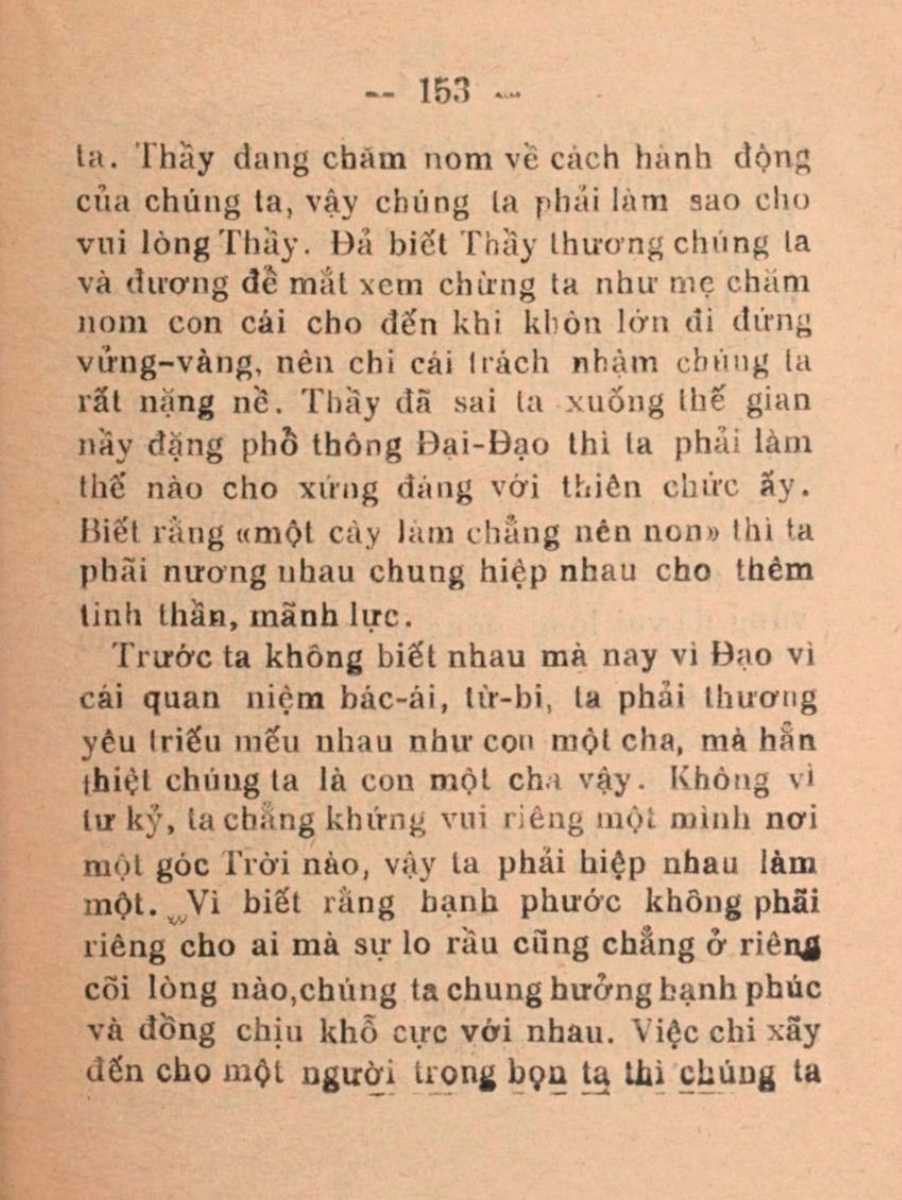 -- 153 --
ta. Thầy đang chăm nom về cách hành động
của chúng ta, vậy chúng ta phải làm sao cho
vui lòng Thầy. Đả biết Thầy thương chúng ta
và đương đề mắt xem chừng ta như mẹ chăm
nom con cái cho đến khi khôn lớn đi đứng
vửng-vàng, nên chi cái trách nhậm chúng ta
rất nặng nề. Thầy đã sai ta xuống thế gian
nầy đặng phổ thông Đại-Đạo thì ta phải làm
thế nào cho xứng đáng với thiên chức ấy.
Biết rằng «một cây làm chẳng nên non» thì ta
phãi nương nhau chung hiệp nhau cho thêm
tinh thần, mãnh lực.
Trước ta không biết nhau mà nay vì Đạo vì
cái quan niệm bác-ái, từ-bi, ta phải thương
yêu triếu mếu nhau như con một cha, mà hẳn
thiệt chúng ta là con một cha vậy. Không vì
tư kỷ, ta chẳng khứng vui riêng một mình nơi
một góc Trời nào, vậy ta phải hiệp nhau làm
một. Vì biết rằng hạnh phước không phãi
riêng cho ai mà sự lo rầu cũng chẳng ở riêng
cõi lòng nào,chúng ta chung hưởng hạnh phúc
và đồng chịu khỗ cực với nhau. Việc chi xãy
đến cho một người trong bọn ta thì chúng ta